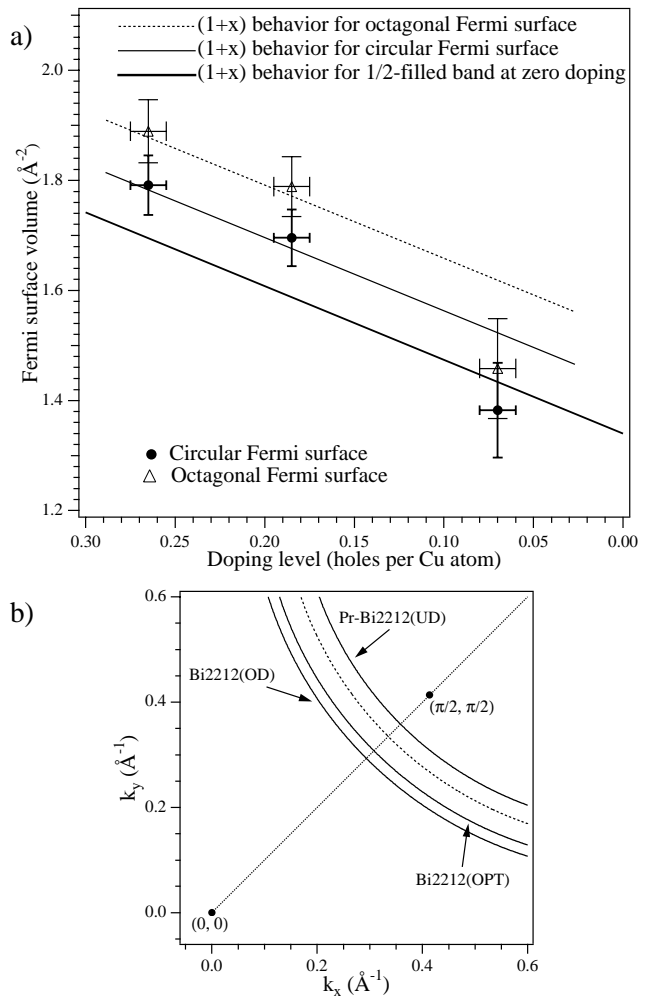 a)
(1+x) behavior for octagonal Fermi surface
(1+x) behavior for circular Fermi surface
(1+x) behavior for 1/2-filled band at zero doping
2.0
1.8
1.6
1.4
1.2
Fermi surface volume (Å⁻²)
Circular Fermi surface
Octagonal Fermi surface
0.30 0.25 0.20 0.15 0.10 0.05 0.00
Doping level (holes per Cu atom)
b)
0.6
0.4
0.2
0.0
k_y (Å⁻¹)
Pr-Bi2212(UD)
Bi2212(OD)
(π/2, π/2)
Bi2212(OPT)
(0, 0)
0.0 0.2 0.4 0.6
k_x (Å⁻¹)